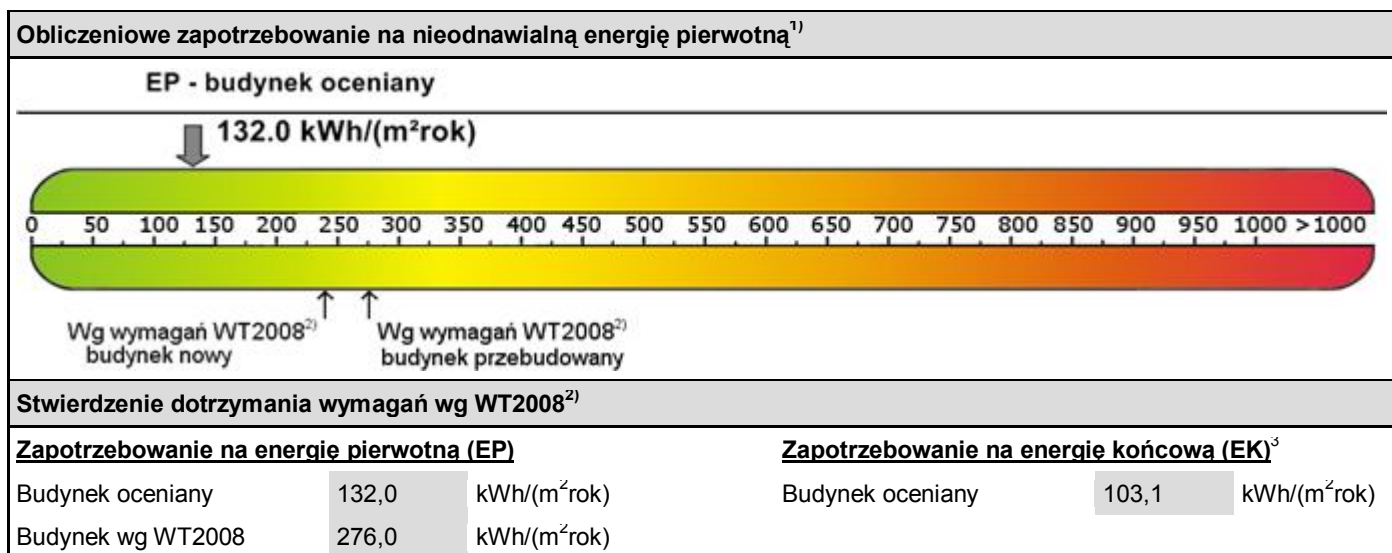 Obliczeniowe zapotrzebowanie na nieodnawialną energię pierwotną¹⁾
EP - budynek oceniany
132.0 kWh/(m²rok)
0 50 100 150 200 250 300 350 400 450 500 550 600 650 700 750 800 850 900 950 1000 >1000
Wg wymagań WT2008²⁾
budynek nowy
Wg wymagań WT2008²⁾
budynek przebudowany
Stwierdzenie dotrzymania wymagań wg WT2008²⁾
Zapotrzebowanie na energię pierwotną (EP)
Zapotrzebowanie na energię końcową (EK)³
Budynek oceniany 132,0 kWh/(m²rok)
Budynek oceniany 103,1 kWh/(m²rok)
Budynek wg WT2008 276,0 kWh/(m²rok)